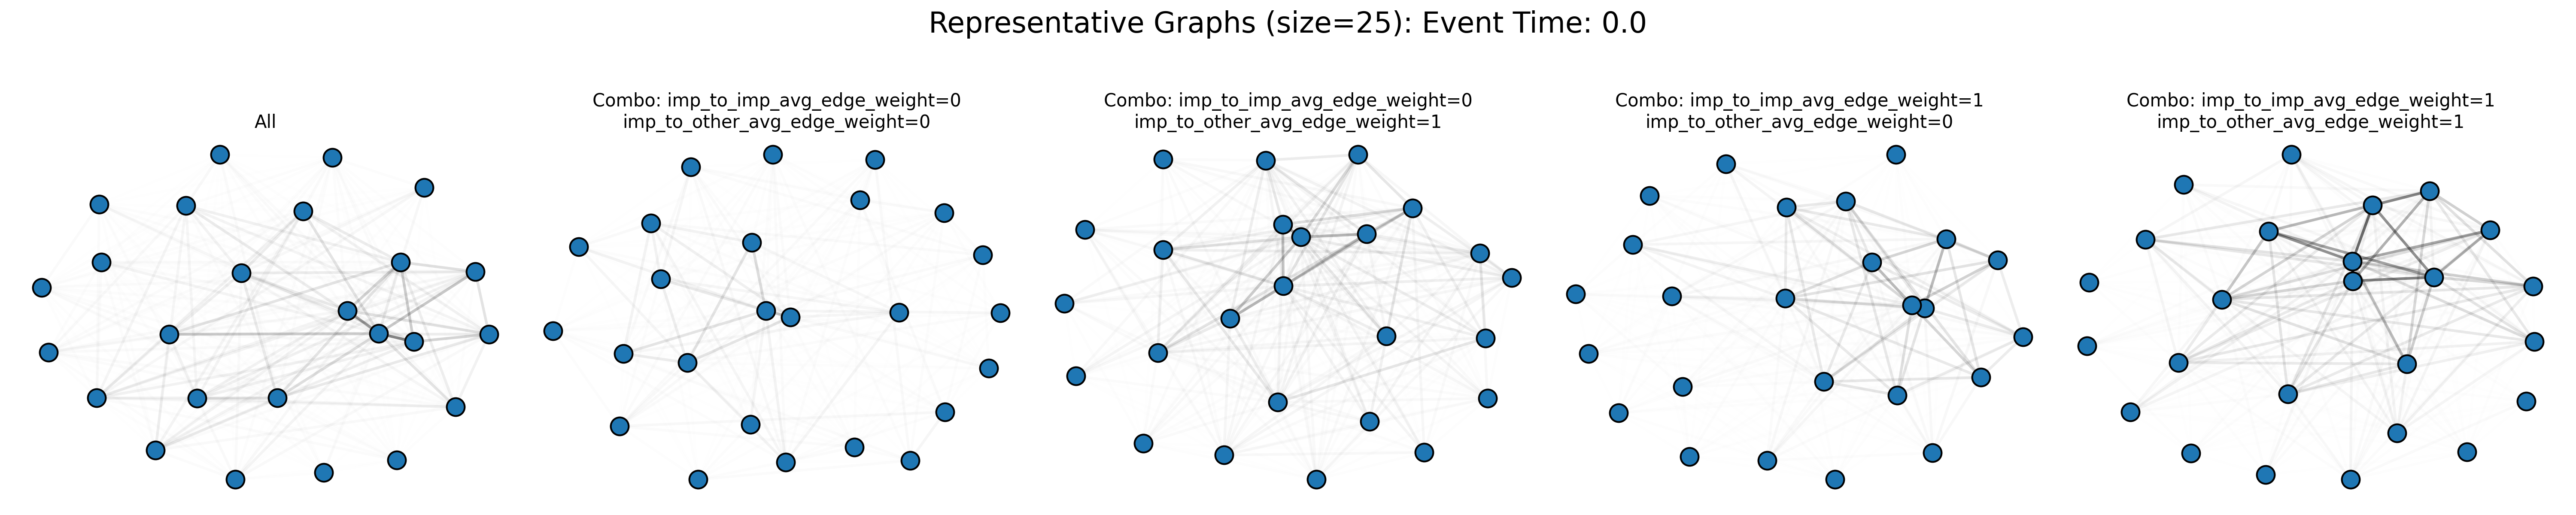 Representative Graphs (size=25): Event Time: 0.0
All
Combo: imp_to_imp_avg_edge_weight=0
imp_to_other_avg_edge_weight=0
Combo: imp_to_imp_avg_edge_weight=0
imp_to_other_avg_edge_weight=1
Combo: imp_to_imp_avg_edge_weight=1
imp_to_other_avg_edge_weight=0
Combo: imp_to_imp_avg_edge_weight=1
imp_to_other_avg_edge_weight=1